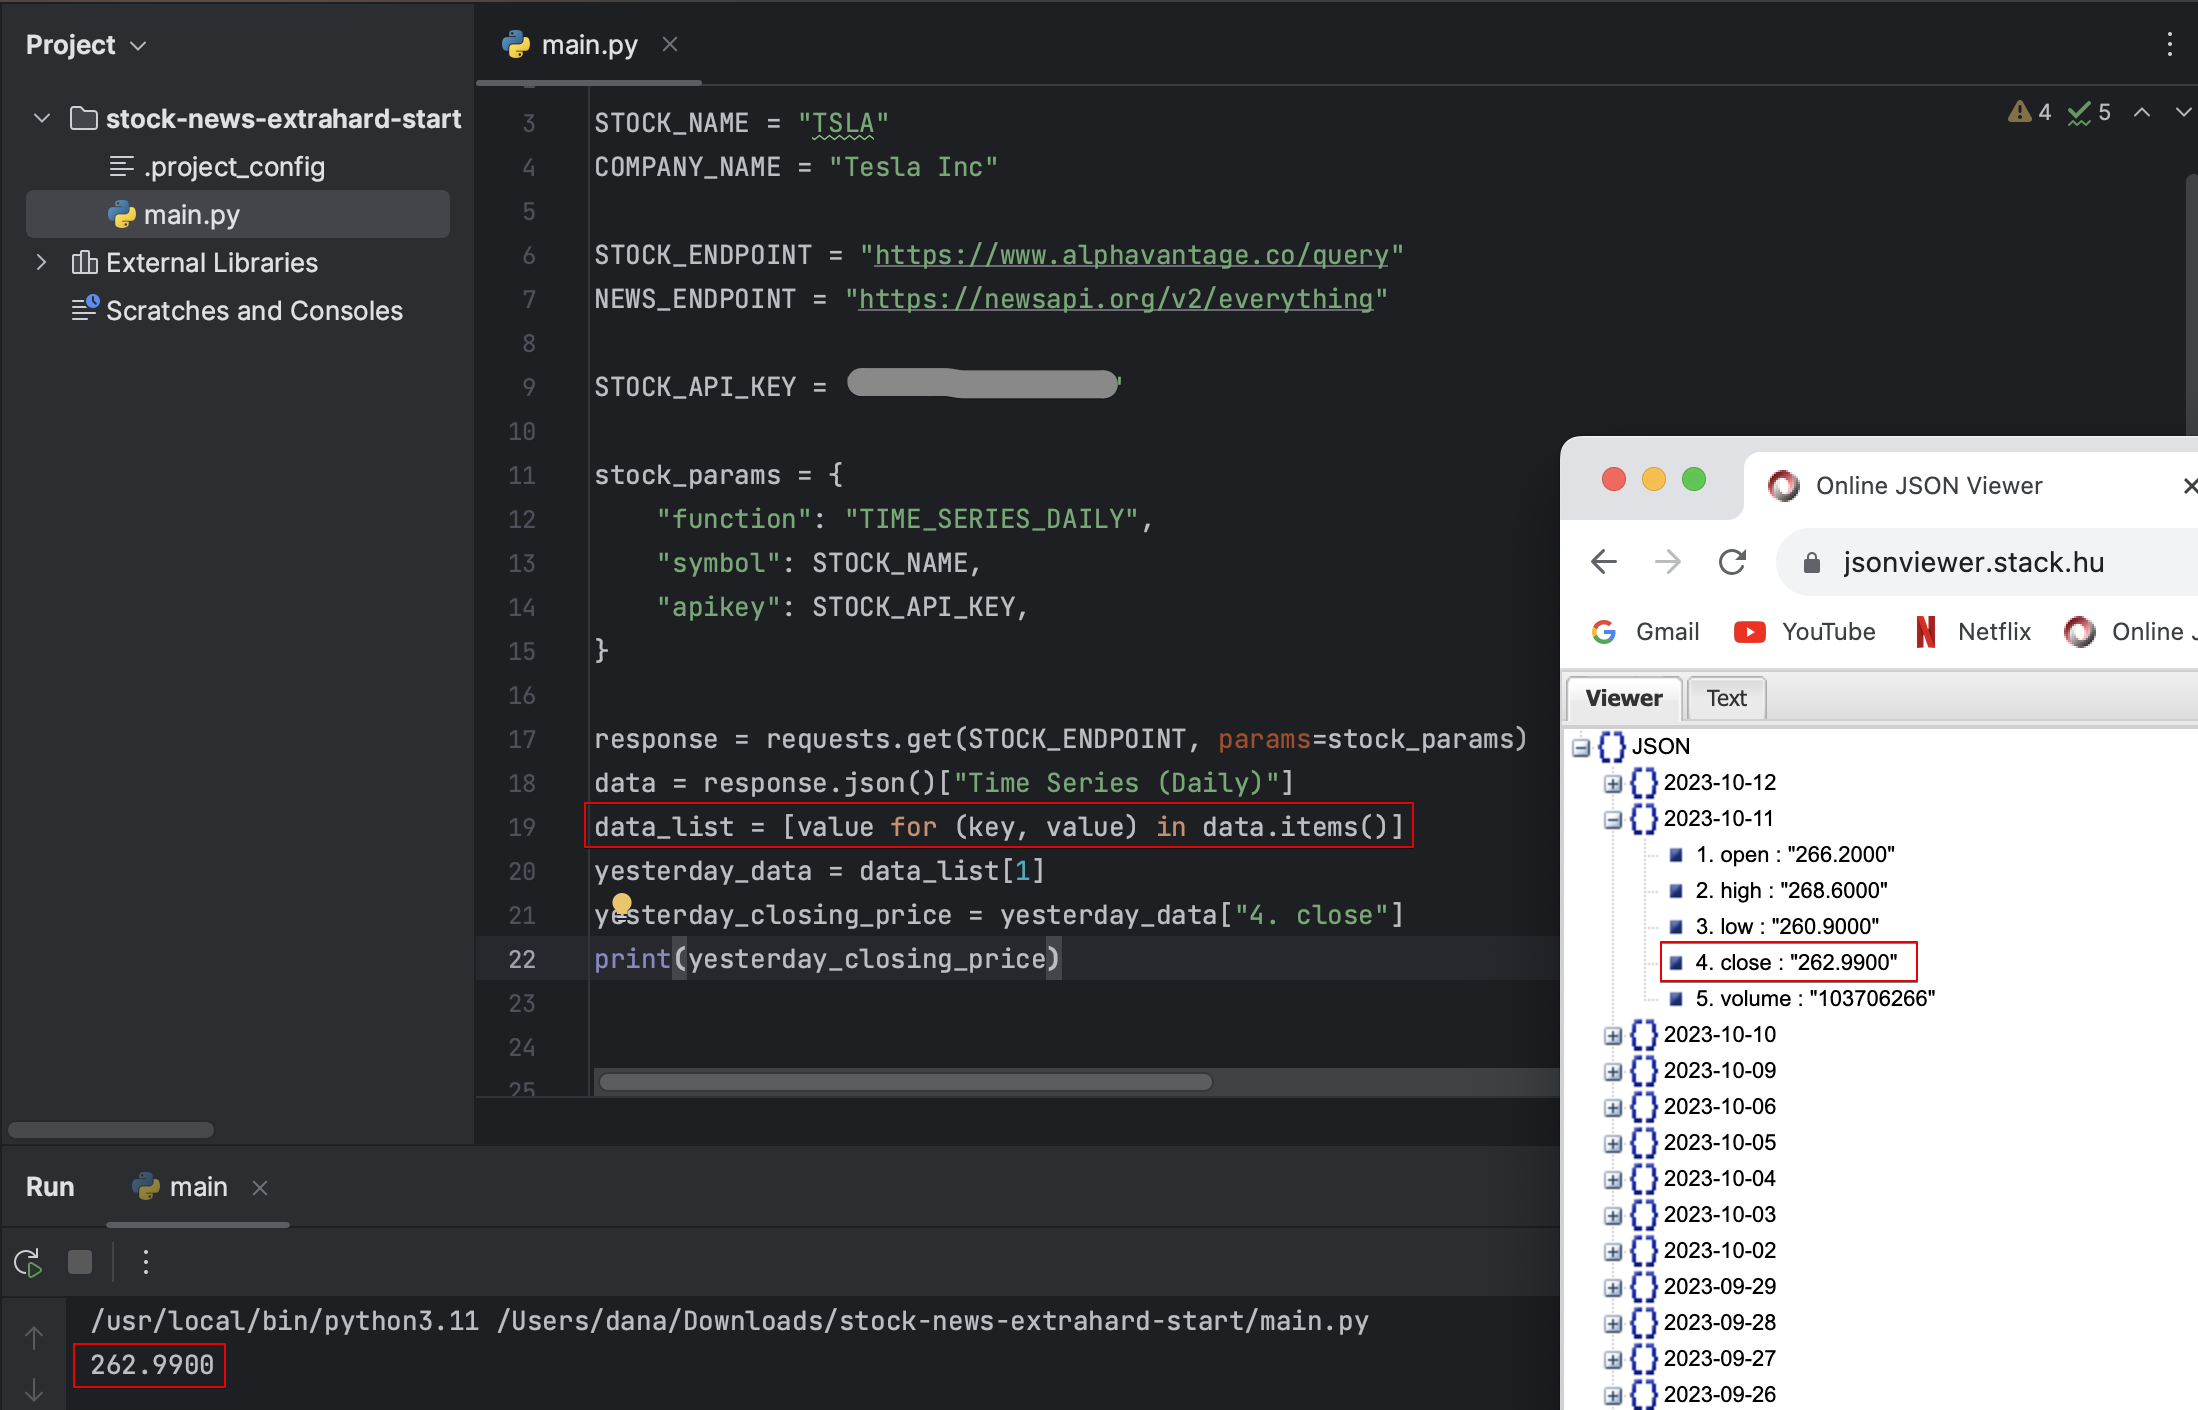 Project
main.py
stock-news-extrahard-start
.project_config
main.py
External Libraries
Scratches and Consoles
4 5
3 STOCK_NAME = "TSLA"
4 COMPANY_NAME = "Tesla Inc"
5
6 STOCK_ENDPOINT = "https://www.alphavantage.co/query"
7 NEWS_ENDPOINT = "https://newsapi.org/v2/everything"
8
9 STOCK_API_KEY = "
10
11 stock_params = {
12 "function": "TIME_SERIES_DAILY",
13 "symbol": STOCK_NAME,
14 "apikey": STOCK_API_KEY,
15 }
16
17 response = requests.get(STOCK_ENDPOINT, params=stock_params)
18 data = response.json()["Time Series (Daily)"]
19 data_list = [value for (key, value) in data.items()]
20 yesterday_data = data_list[1]
21 yesterday_closing_price = yesterday_data["4. close"]
22 print(yesterday_closing_price)
23
24
25
Online JSON Viewer
jsonviewer.stack.hu
Gmail YouTube Netflix Online J
Viewer Text
JSON
2023-10-12
2023-10-11
1. open : "266.2000"
2. high : "268.6000"
3. low : "260.9000"
4. close : "262.9900"
5. volume : "103706266"
2023-10-10
2023-10-09
2023-10-06
2023-10-05
2023-10-04
2023-10-03
2023-10-02
2023-09-29
2023-09-28
2023-09-27
2023-09-26
Run main
/usr/local/bin/python3.11 /Users/dana/Downloads/stock-news-extrahard-start/main.py
262.9900